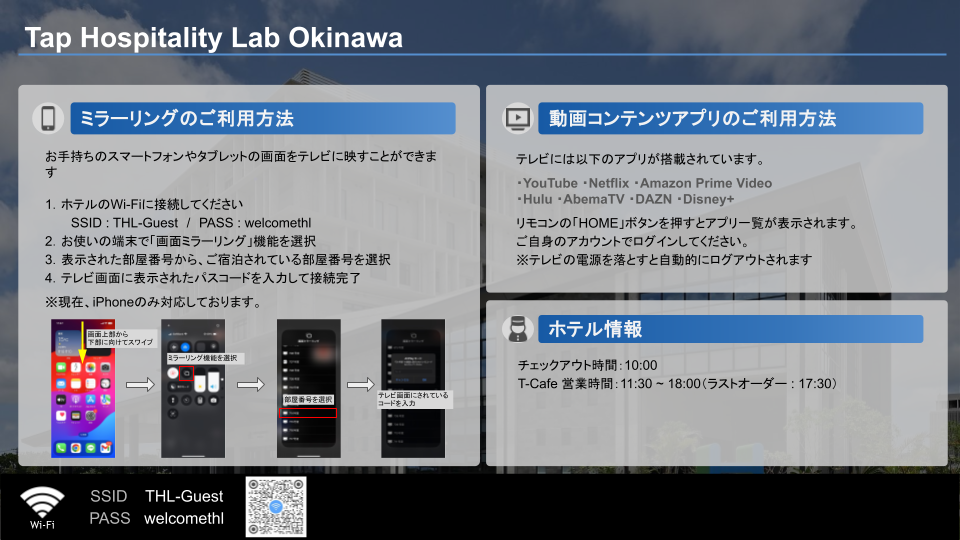 Tap Hospitality Lab Okinawa
ミラーリングのご利用方法
お手持ちのスマートフォンやタブレットの画面をテレビに映すことができま
す
1. ホテルのWi-Fiに接続してください
SSID : THL-Guest / PASS : welcomethl
2. お使いの端末で「画面ミラーリング」機能を選択
3. 表示された部屋番号から、ご宿泊されている部屋番号を選択
4. テレビ画面に表示されたパスコードを入力して接続完了
※現在、iPhoneのみ対応しております。
画面上部から
下部に向けてスワイプ
ミラーリング機能を選択
部屋番号を選択
テレビ画面にされている
コードを入力
動画コンテンツアプリのご利用方法
テレビには以下のアプリが搭載されています。
・YouTube ・Netflix ・Amazon Prime Video
・Hulu ・AbemaTV ・DAZN ・Disney+
リモコンの「HOME」ボタンを押すとアプリ一覧が表示されます。
ご自身のアカウントでログインしてください。
※テレビの電源を落とすと自動的にログアウトされます
ホテル情報
チェックアウト時間：10:00
T-Cafe 営業時間：11:30 ~ 18:00（ラストオーダー : 17:30）
Wi-Fi
SSID THL-Guest
PASS welcomethl